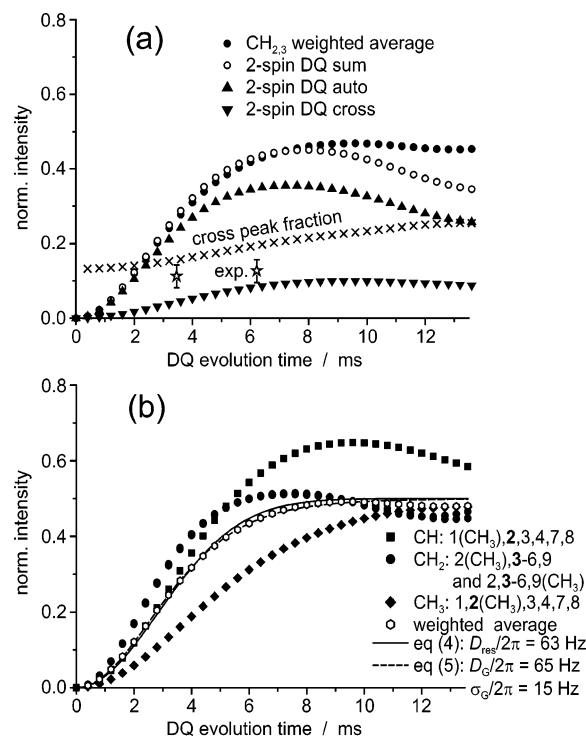 (a)
CH2,3 weighted average
2-spin DQ sum
2-spin DQ auto
2-spin DQ cross
norm. intensity
0.8
0.6
0.4
0.2
0.0
cross peak fraction
exp.
0 2 4 6 8 10 12
DQ evolution time / ms
(b)
norm. intensity
0.8
0.6
0.4
0.2
0.0
CH: 1(CH3),2,3,4,7,8
CH2: 2(CH3),3-6,9
and 2,3-6,9(CH3)
CH3: 1,2(CH3),3,4,7,8
weighted average
eq (4): Dres/2π = 63 Hz
eq (5): DG/2π = 65 Hz
σG/2π = 15 Hz
0 2 4 6 8 10 12
DQ evolution time / ms